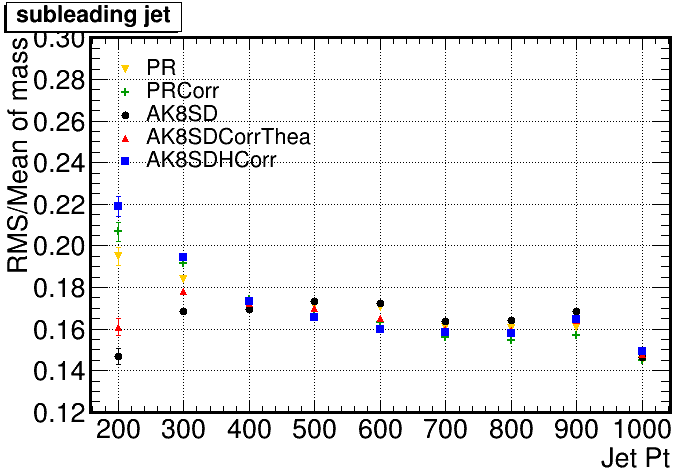 subleading jet
RMS/Mean of mass
0.30
0.28
0.26
0.24
0.22
0.20
0.18
0.16
0.14
0.12
PR
PRCorr
AK8SD
AK8SDCorrThea
AK8SDHCorr
200 300 400 500 600 700 800 900 1000
Jet Pt